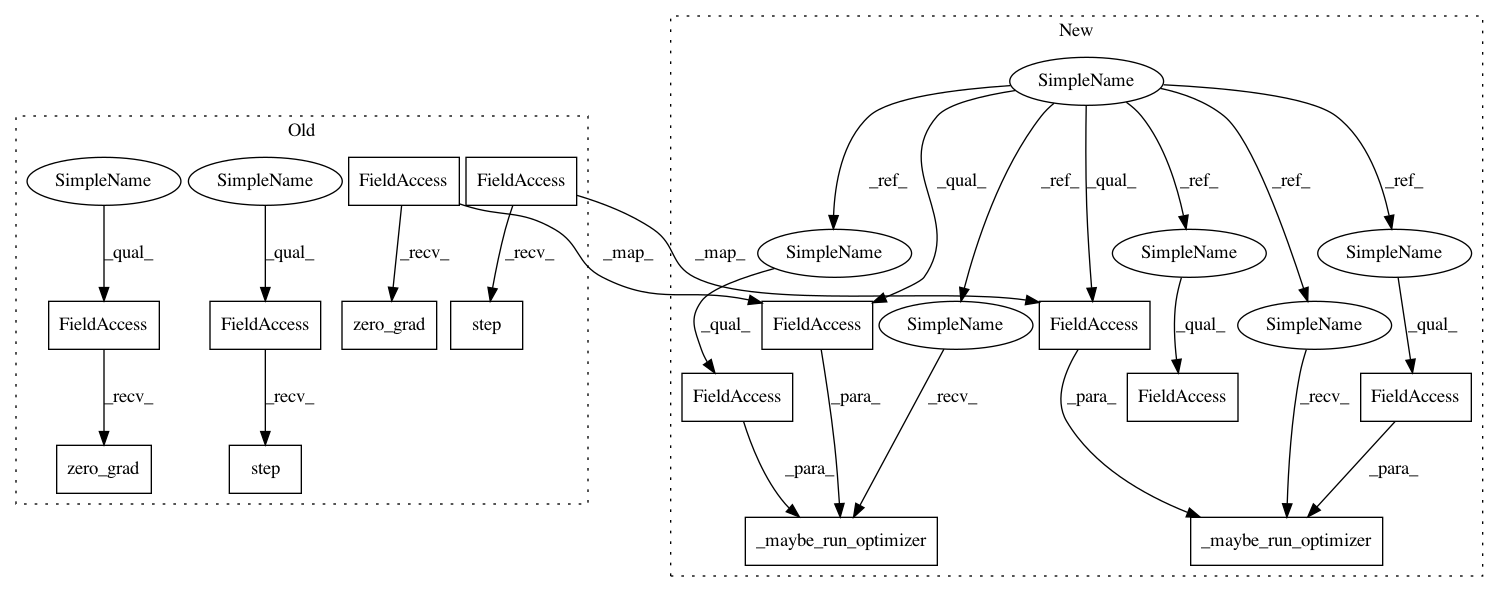 New
SimpleName
Old
SimpleName SimpleName FieldAccess FieldAccess _ref_ _qual_ _ref_ _qual_ _ref_ _ref_ _ref_
_qual_ _qual_ _recv_ _recv_ _map_ _map_ SimpleName SimpleName SimpleName
FieldAccess FieldAccess zero_grad step _qual_ FieldAccess SimpleName FieldAccess _qual_ SimpleName _qual_
_recv_ _recv_ FieldAccess _para_ _recv_ _para_ FieldAccess _recv_ FieldAccess
zero_grad step _para_ _para_
_maybe_run_optimizer _maybe_run_optimizer